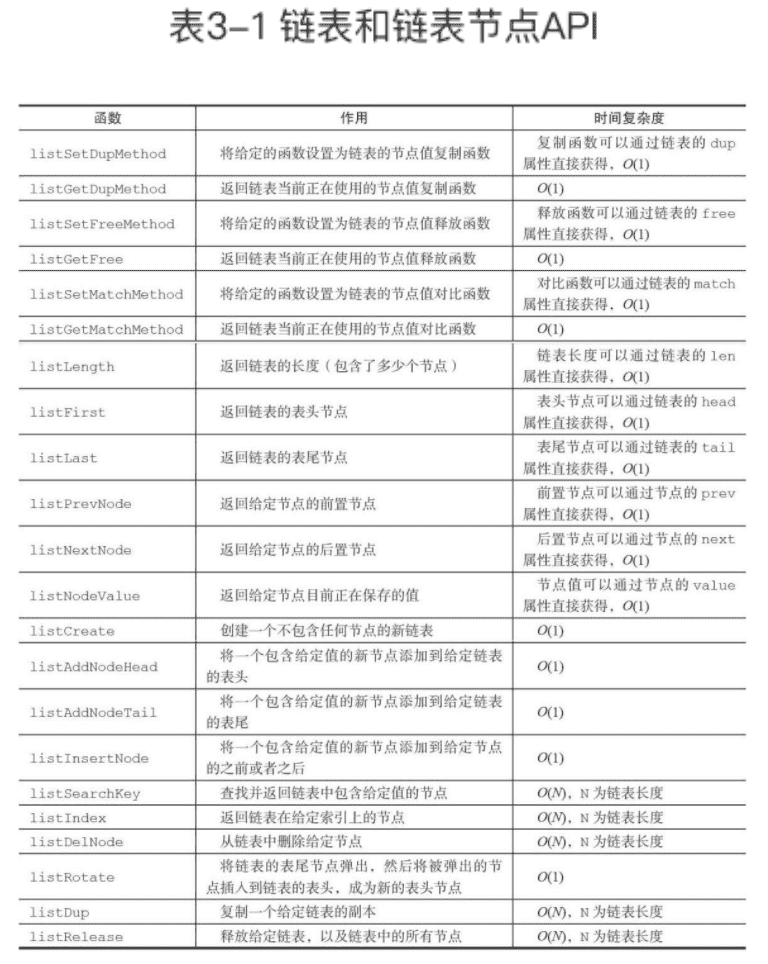 表3-1 链表和链表节点API
函数 作用 时间复杂度
listSetDupMethod 将给定的函数设置为链表的节点值复制函数 复制函数可以通过链表的 dup
属性直接获得，O(1)
listGetDupMethod 返回链表当前正在使用的节点值复制函数 O(1)
listSetFreeMethod 将给定的函数设置为链表的节点值释放函数 释放函数可以通过链表的 free
属性直接获得，O(1)
listGetFree 返回链表当前正在使用的节点值释放函数 O(1)
listSetMatchMethod 将给定的函数设置为链表的节点值对比函数 对比函数可以通过链表的 match
属性直接获得，O(1)
listGetMatchMethod 返回链表当前正在使用的节点值对比函数 O(1)
listLength 返回链表的长度（包含了多少个节点） 链表长度可以通过链表的 len
属性直接获得，O(1)
listFirst 返回链表的表头节点 表头节点可以通过链表的 head
属性直接获得，O(1)
listLast 返回链表的表尾节点 表尾节点可以通过链表的 tail
属性直接获得，O(1)
listPrevNode 返回给定节点的前置节点 前置节点可以通过节点的 prev
属性直接获得，O(1)
listNextNode 返回给定节点的后置节点 后置节点可以通过节点的 next
属性直接获得，O(1)
listNodeValue 返回给定节点目前正在保存的值 节点值可以通过节点的 value
属性直接获得，O(1)
listCreate 创建一个不包含任何节点的新链表 O(1)
listAddNodeHead 将一个包含给定值的新节点添加到给定链表
的表头 O(1)
listAddNodeTail 将一个包含给定值的新节点添加到给定链表
的表尾 O(1)
listInsertNode 将一个包含给定值的新节点添加到给定节点
的之前或者之后 O(1)
listSearchKey 查找并返回链表中包含给定值的节点 O(N)，N 为链表长度
listIndex 返回链表在给定索引上的节点 O(N)，N 为链表长度
listDelNode 从链表中删除给定节点 O(N)，N 为链表长度
listRotate 将链表的表尾节点弹出，然后将被弹出的节
点插入到链表的表头，成为新的表头节点 O(1)
listDup 复制一个给定链表的副本 O(N)，N 为链表长度
listRelease 释放给定链表，以及链表中的所有节点 O(N)，N 为链表长度